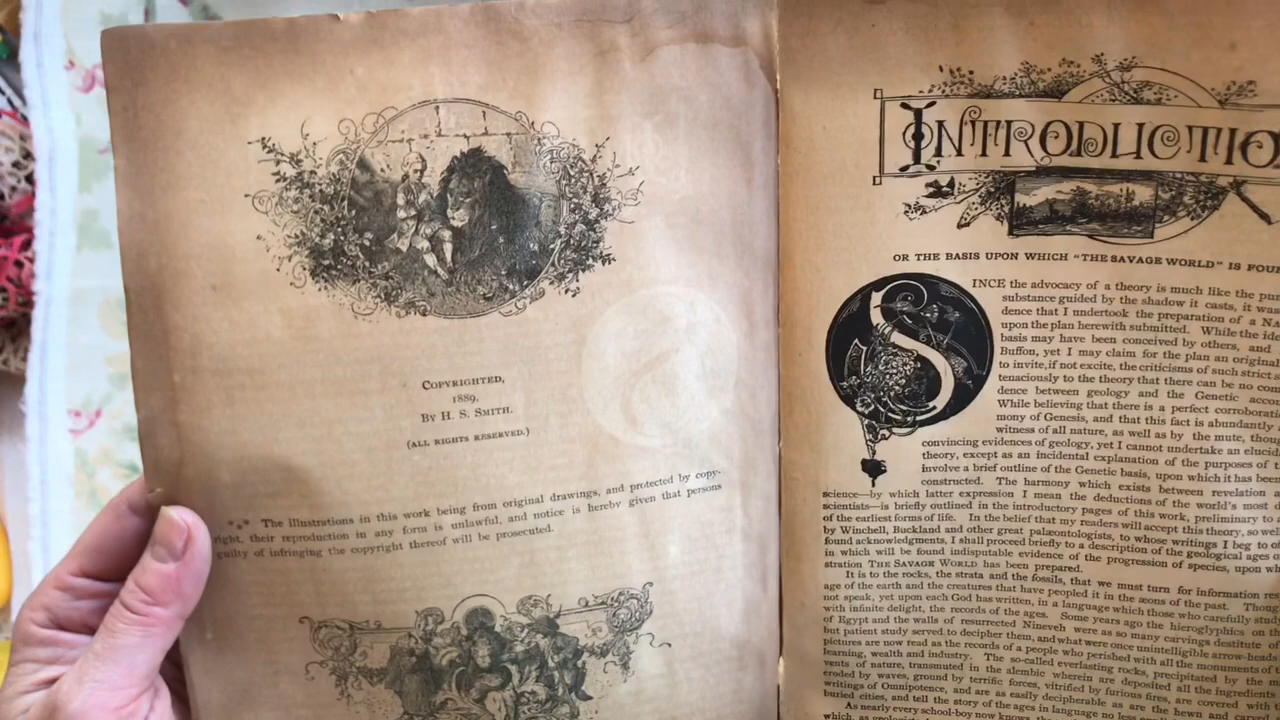 COPYRIGHTED,
1889,
BY H. S. SMITH.
(ALL RIGHTS RESERVED.)
The illustrations in this work being from original drawings, and protected by copy-
right, their reproduction in any form is unlawful, and notice is hereby given that persons
guilty of infringing the copyright thereof will be prosecuted.
INTRODUCTIO
OR THE BASIS UPON WHICH "THE SAVAGE WORLD" IS FOU
SINCE the advocacy of a theory is much like the pu
substance guided by the shadow it casts, it was
dence that I undertook the preparation of a NA
upon the plan herewith submitted. While the ide
basis may have been conceived by others, and
Buffon, yet I may claim for the plan an original
to invite, if not excite, the criticisms of such strict s
tenaciously to the theory that there can be no con
dence between geology and the Genetic accou
While believing that there is a perfect corroborati
mony of Genesis, and that this fact is abundantly
witness of all nature, as well as by the mute, thou
convincing evidences of geology, yet I cannot undertake an elucid
theory, except as an incidental explanation of the purposes of t
involve a brief outline of the Genetic basis, upon which it has been
constructed. The harmony which exists between revelation a
science—by which latter expression I mean the deductions of the world's most
scientists—is briefly outlined in the introductory pages of this work, preliminary to
of the earliest forms of life. In the belief that my readers will accept this theory, so well
by Winchell, Buckland and other great palæontologists, to whose writings I beg to of
found acknowledgments, I shall proceed briefly to a description of the geological ages o
in which will be found indisputable evidence of the progression of species, upon wh
stration THE SAVAGE WORLD has been prepared.
It is to the rocks, the strata and the fossils, that we must turn for information res
age of the earth and the creatures that have peopled it in the æons of the past. Thoug
not speak, yet upon each God has written, in a language which those who carefully study
with infinite delight, the records of the ages. Some years ago the hieroglyphics on th
of Egypt and the walls of resurrected Nineveh were as so many carvings destitute of
but patient study served to decipher them, and what were once unintelligible arrow-heads
pictures are now read as the records of a people who perished with all the monuments of t
learning, wealth and industry. The so-called everlasting rocks, precipitated by the m
vents of nature, transmuted in the alembic wherein are deposited all the ingredients
eroded by waves, ground by terrific forces, vitrified by furious fires, are covered with
writings of Omnipotence, and are as easily decipherable as are the hewn and carved
buried cities, and tell the story of the ages in language no less
As nearly every school-boy now knows, the
which, as